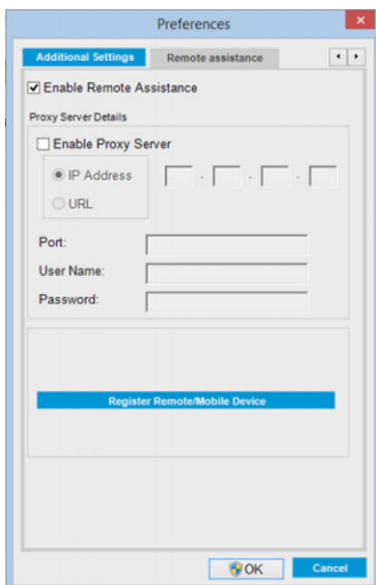 Preferences
Additional Settings Remote assistance
Enable Remote Assistance
Proxy Server Details
Enable Proxy Server
IP Address
URL
Port:
User Name:
Password:
Register Remote/Mobile Device
OK Cancel